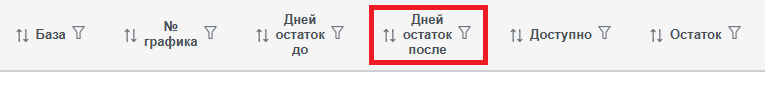 База
№
графика
Дней
остаток
до
Дней
остаток
после
Доступно
Остаток